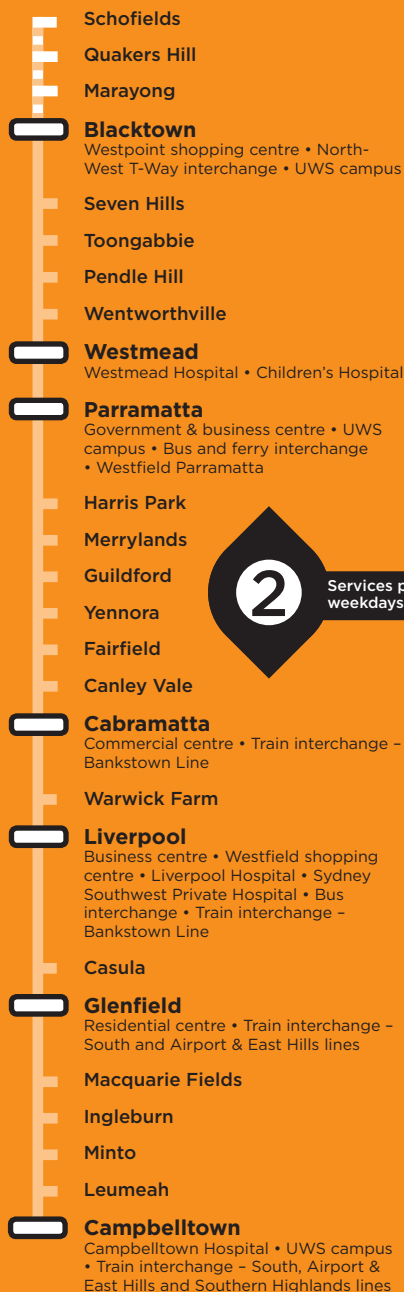 Schofields
Quakers Hill
Marayong
Blacktown
Westpoint shopping centre • North-
West T-Way interchange • UWS campus
Seven Hills
Toongabbie
Pendle Hill
Wentworthville
Westmead
Westmead Hospital • Children's Hospital
Parramatta
Government & business centre • UWS
campus • Bus and ferry interchange
• Westfield Parramatta
Harris Park
Merrylands
Guildford
2
Services p
weekdays
Yennora
Fairfield
Canley Vale
Cabramatta
Commercial centre • Train interchange –
Bankstown Line
Warwick Farm
Liverpool
Business centre • Westfield shopping
centre • Liverpool Hospital • Sydney
Southwest Private Hospital • Bus
interchange • Train interchange –
Bankstown Line
Casula
Glenfield
Residential centre • Train interchange –
South and Airport & East Hills lines
Macquarie Fields
Ingleburn
Minto
Leumeah
Campbelltown
Campbelltown Hospital • UWS campus
• Train interchange – South, Airport &
East Hills and Southern Highlands lines